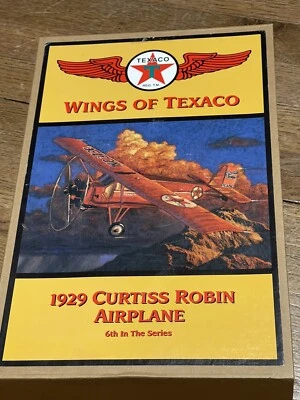 TEXACO
WINGS OF TEXACO
1929 CURTISS ROBIN
AIRPLANE
6th In The Series